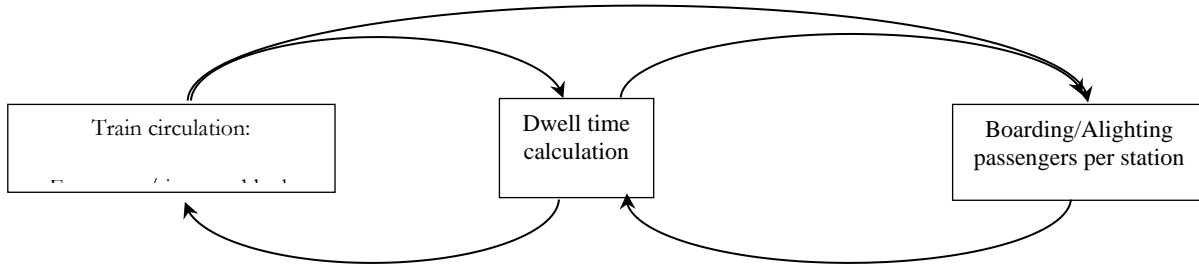 Train circulation:
Dwell time
calculation
Boarding/Alighting
passengers per station